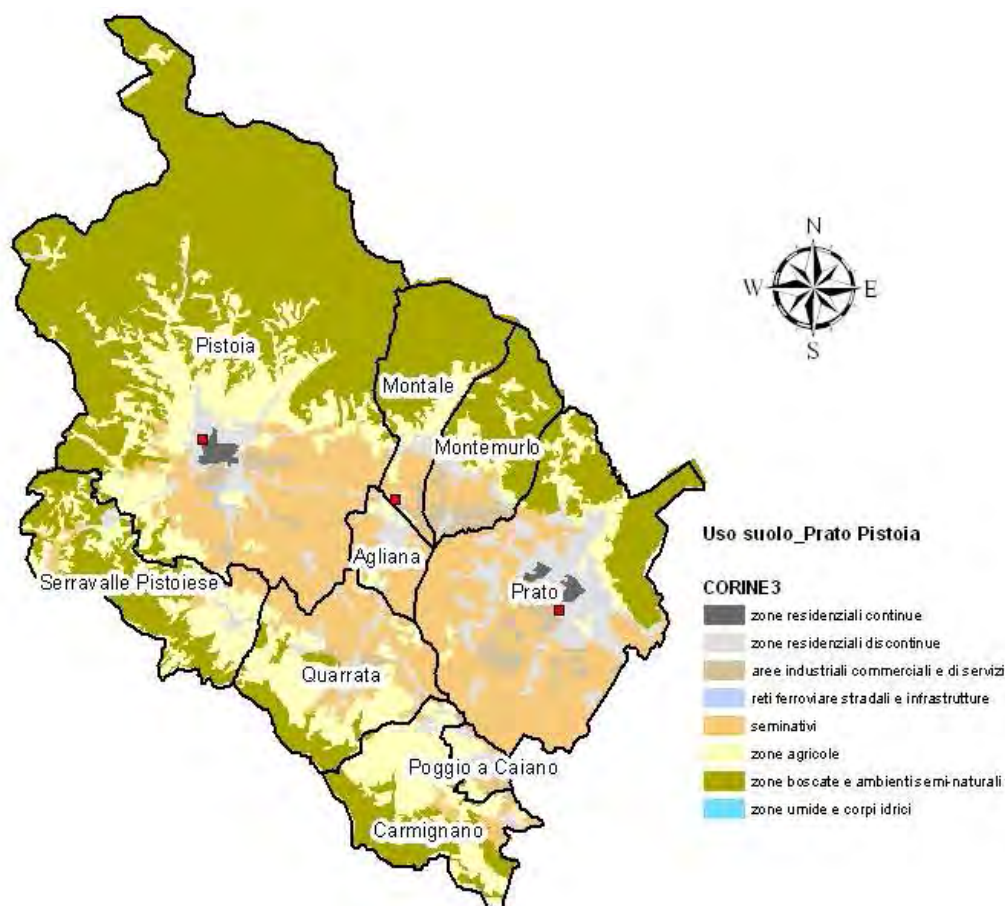 N
W E
S
Pistoia
Montale
Montemurlo
Agliana
Serravalle Pistoiese
Prato
Quarrata
Poggio a Caiano
Carmignano
Uso suolo_Prato Pistoia
CORINE3
zone residenziali continue
zone residenziali discontinue
aree industriali commerciali e di servizi
reti ferroviare stradali e infrastrutture
seminativi
zone agricole
zone boscate e ambienti semi-naturali
zone umide e corpi idrici